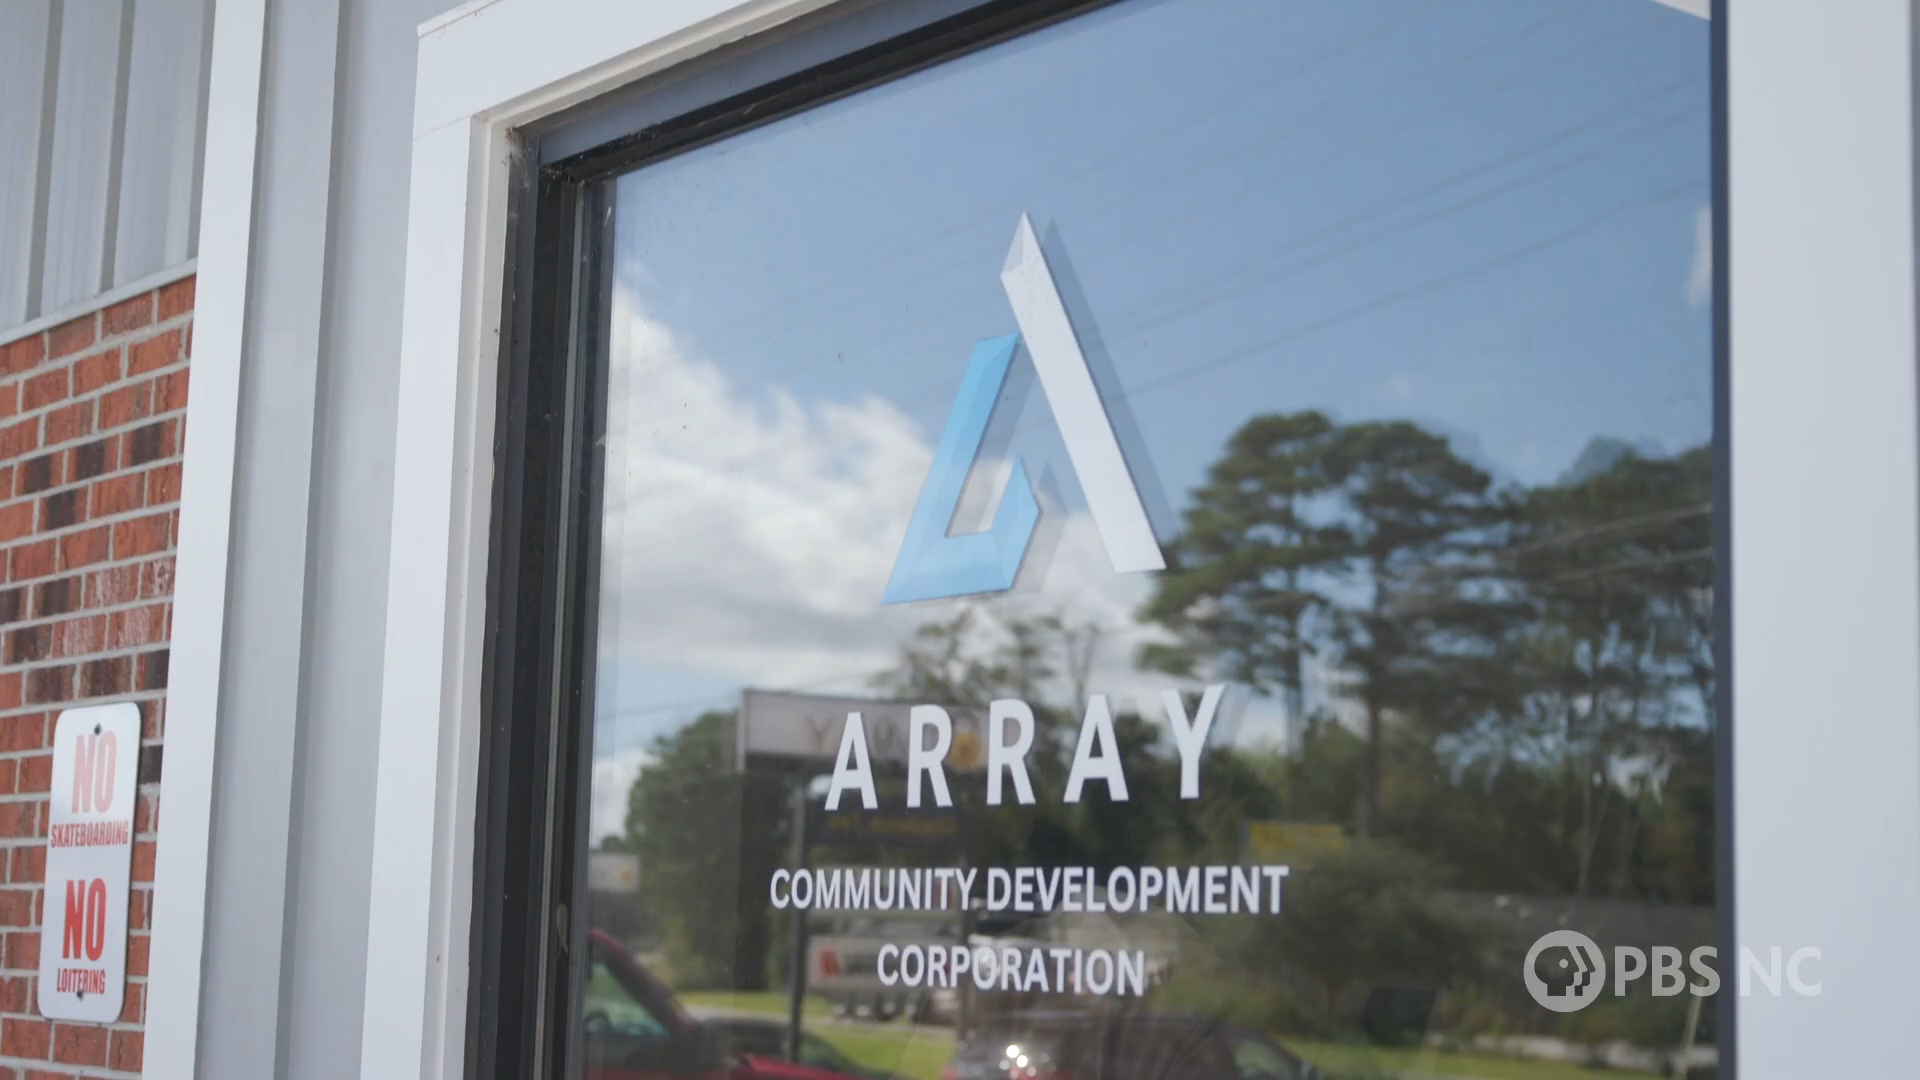 ARRAY
COMMUNITY DEVELOPMENT
CORPORATION
NO
SKATEBOARDING
NO
LOITERING
PBS NC